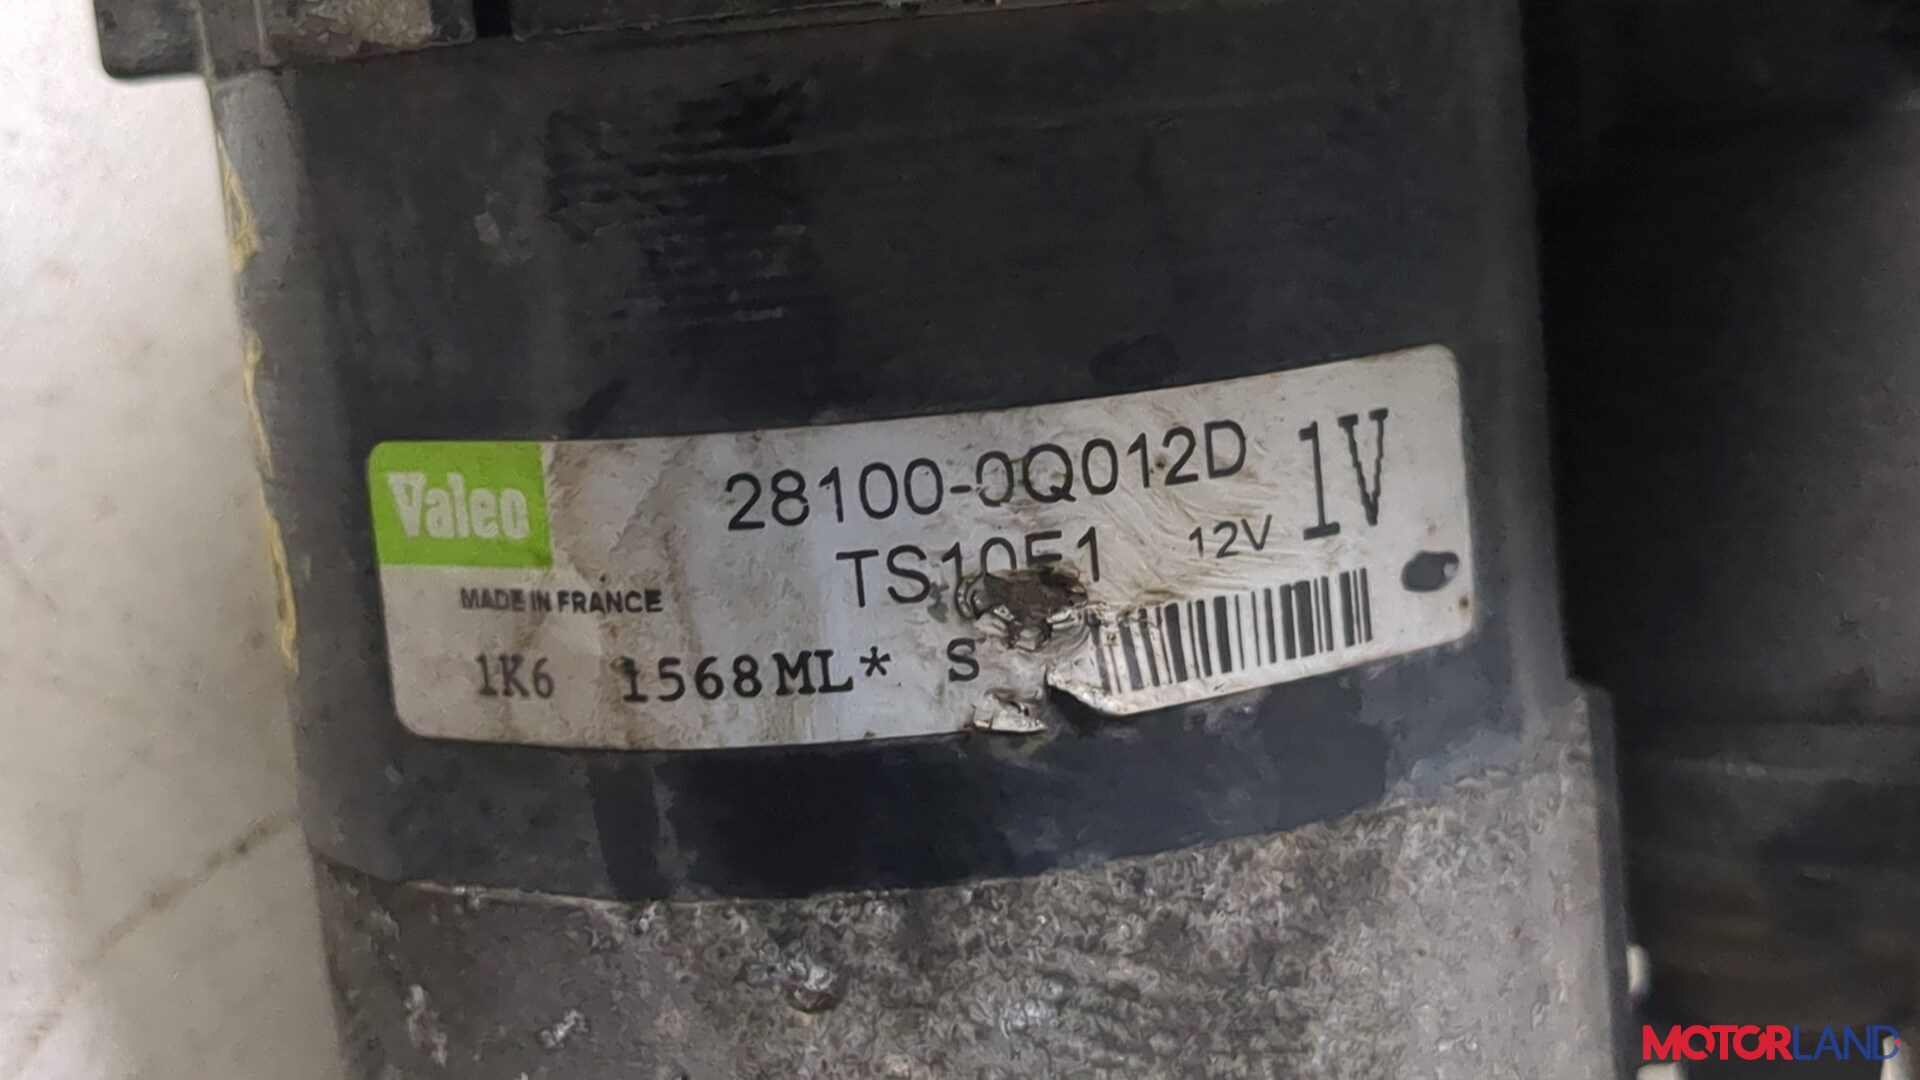 Valeo
28100-0Q012D 1V
TS10E1 12V
MADE IN FRANCE
1K6 1568ML* S
MOTORLAND